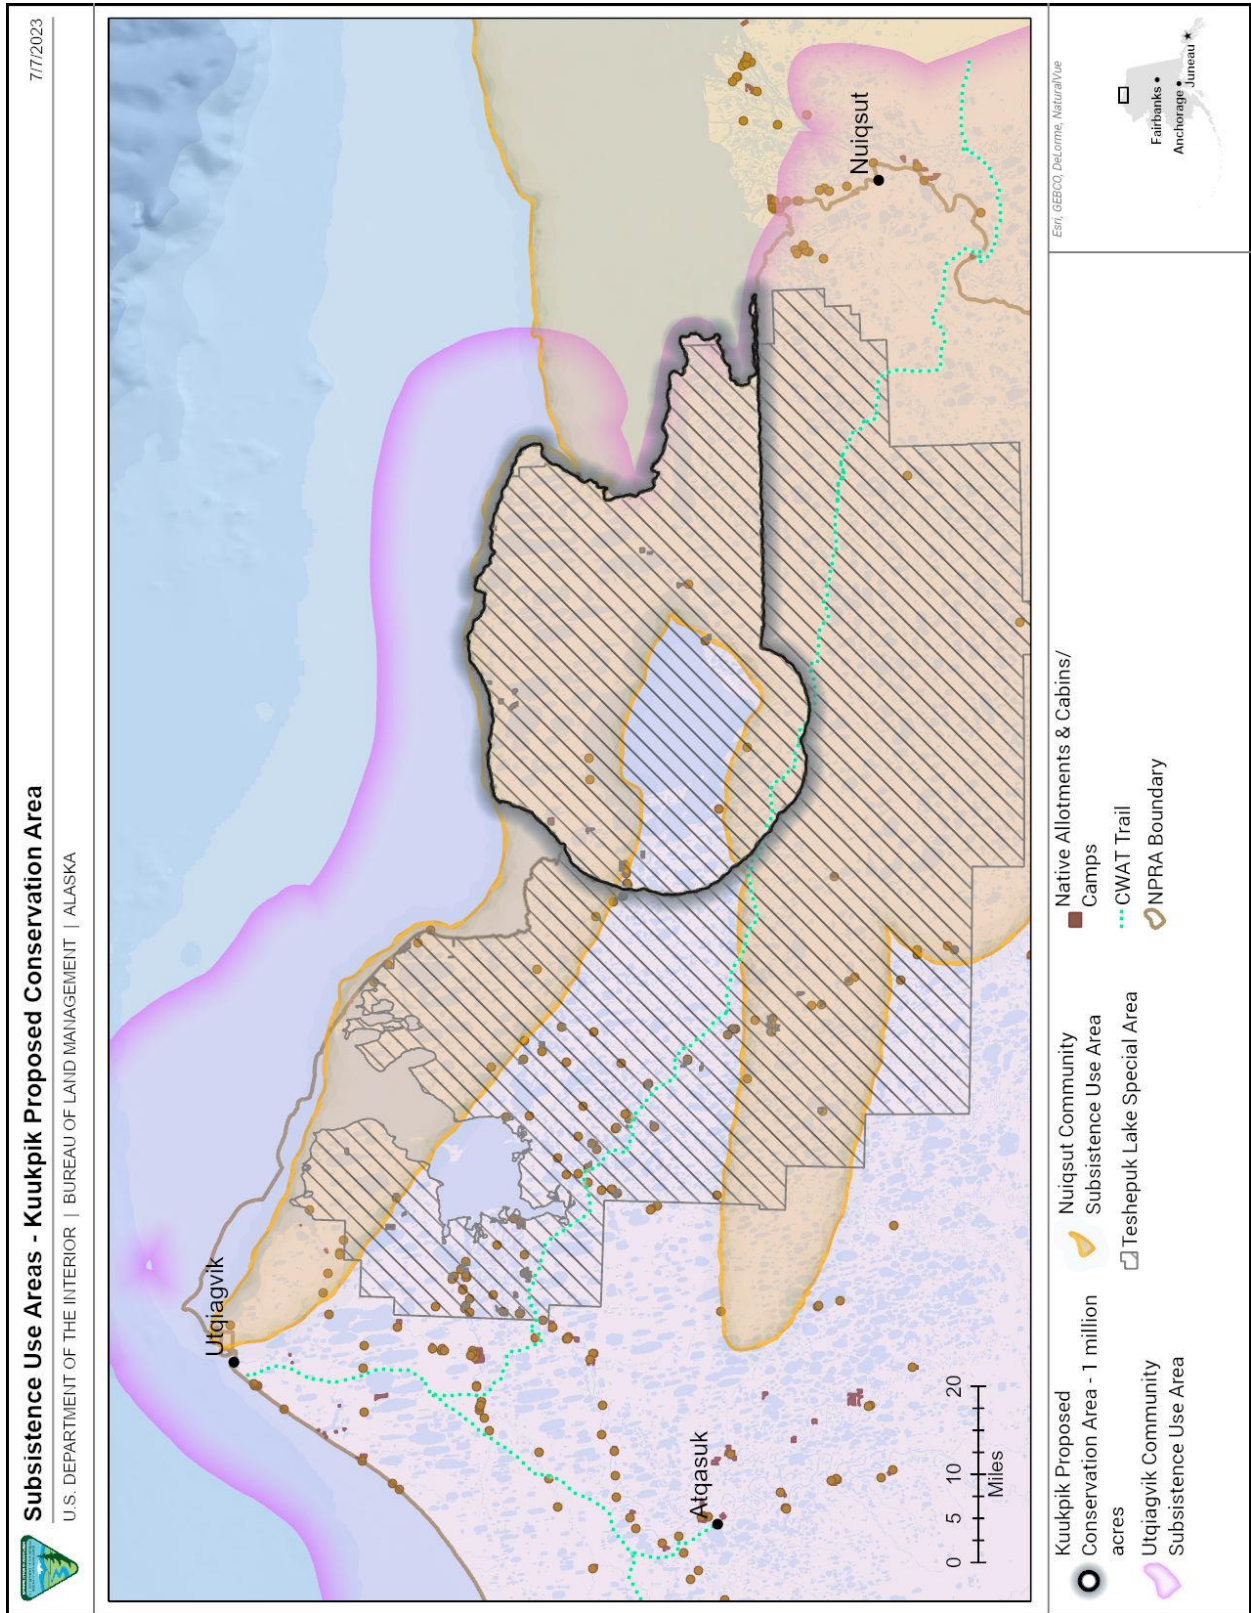 Subsistence Use Areas - Kuukpik Proposed Conservation Area
7/7/2023
U.S. DEPARTMENT OF THE INTERIOR | BUREAU OF LAND MANAGEMENT | ALASKA
Utqiagvik
Nuiqsut
Atqasuk
0 5 10 20
Miles
Kuukpik Proposed
Conservation Area - 1 million
acres
Utqiagvik Community
Subsistence Use Area
Nuiqsut Community
Subsistence Use Area
Teshepuk Lake Special Area
Native Allotments & Cabins/
Camps
CWAT Trail
NPRA Boundary
Esri, GEBCO, DeLorme, NaturalVue
Fairbanks
Anchorage
Juneau